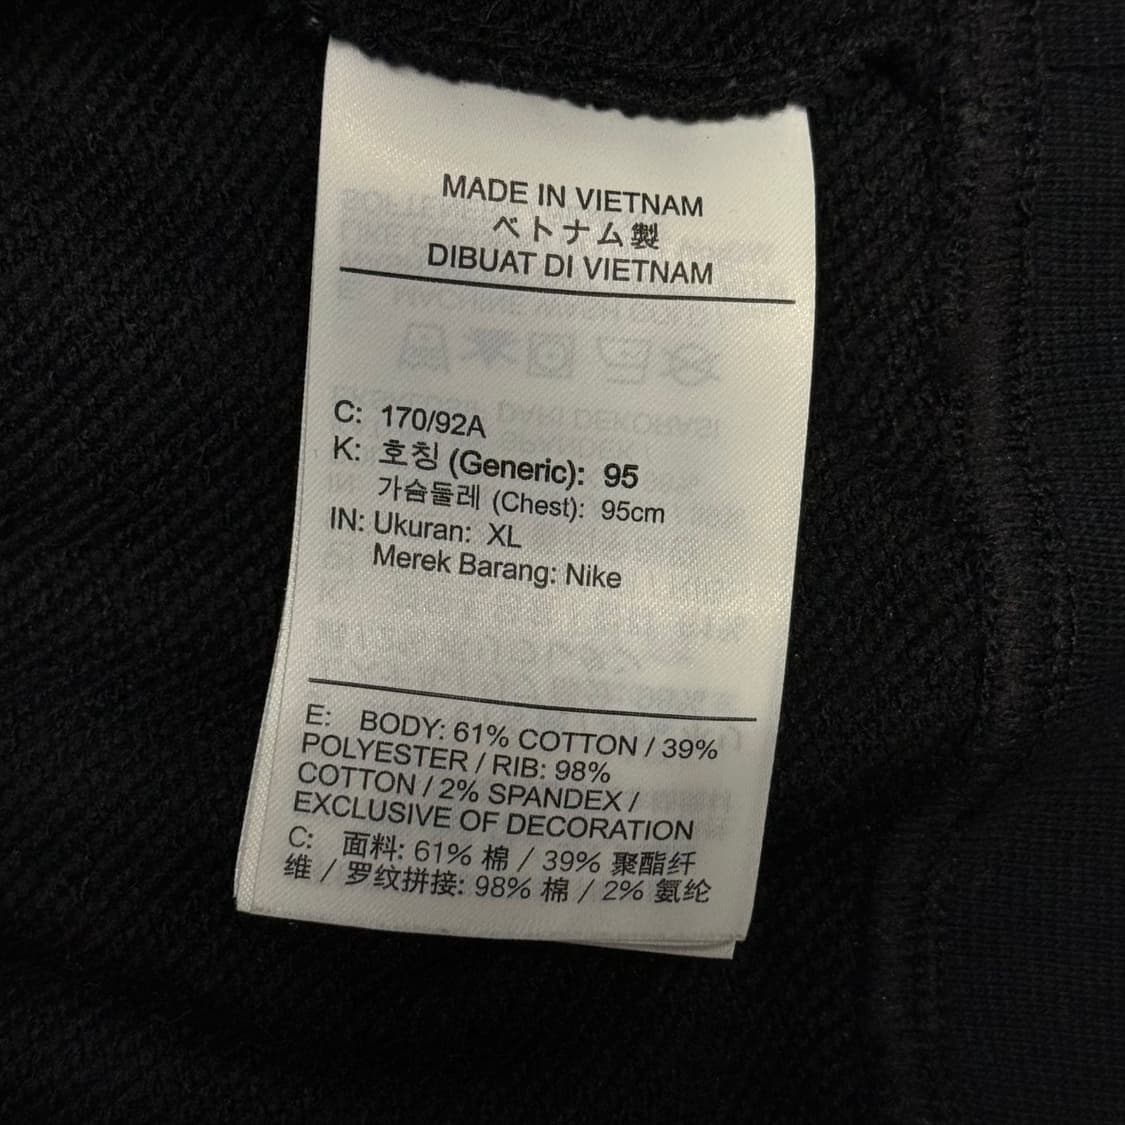 MADE IN VIETNAM
ベトナム製
DIBUAT DI VIETNAM
C: 170/92A
K: 호칭 (Generic): 95
가슴둘레 (Chest): 95cm
IN: Ukuran: XL
Merek Barang: Nike
E: BODY: 61% COTTON / 39%
POLYESTER / RIB: 98%
COTTON / 2% SPANDEX /
EXCLUSIVE OF DECORATION
C: 面料: 61% 棉 / 39% 聚酯纤
维 / 罗纹拼接: 98% 棉 / 2% 氨纶